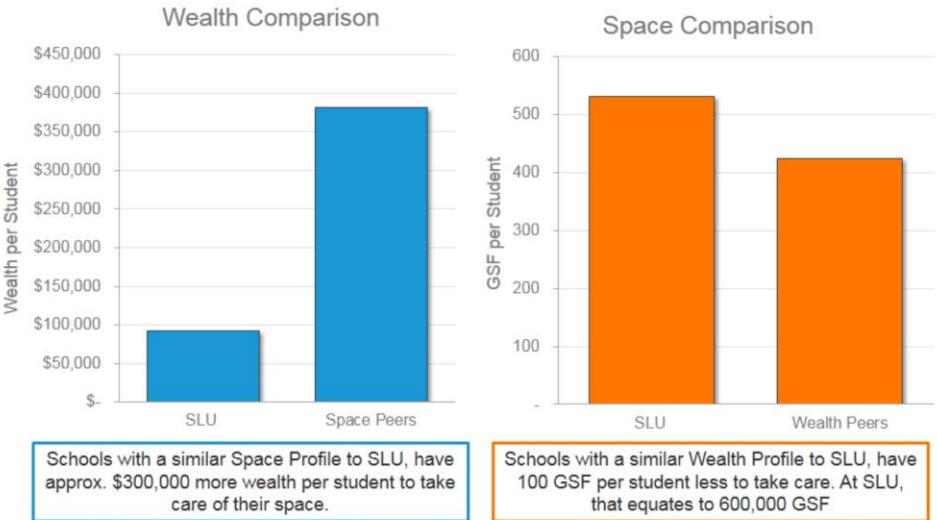 Wealth Comparison
$450,000
$400,000
$350,000
$300,000
$250,000
$200,000
$150,000
$100,000
$50,000
$-
Wealth per Student
SLU
Space Peers
Schools with a similar Space Profile to SLU, have
approx. $300,000 more wealth per student to take
care of their space.
Space Comparison
600
500
400
300
200
100
-
GSF per Student
SLU
Wealth Peers
Schools with a similar Wealth Profile to SLU, have
100 GSF per student less to take care. At SLU,
that equates to 600,000 GSF